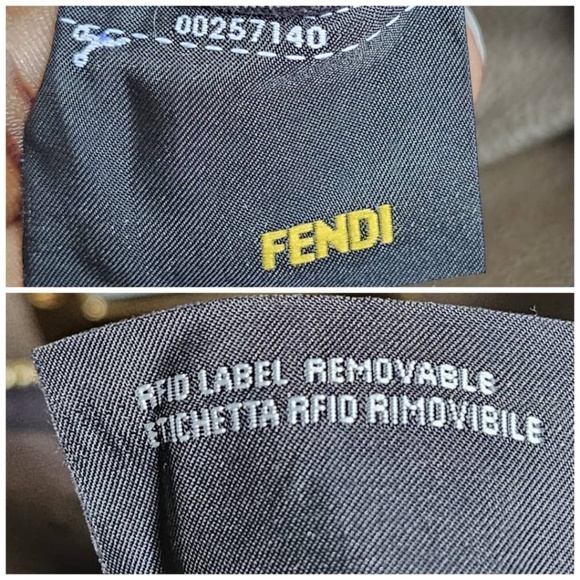 00257140
FENDI
RFID LABEL REMOVABLE
ETICHETTA RFID RIMOVIBILE